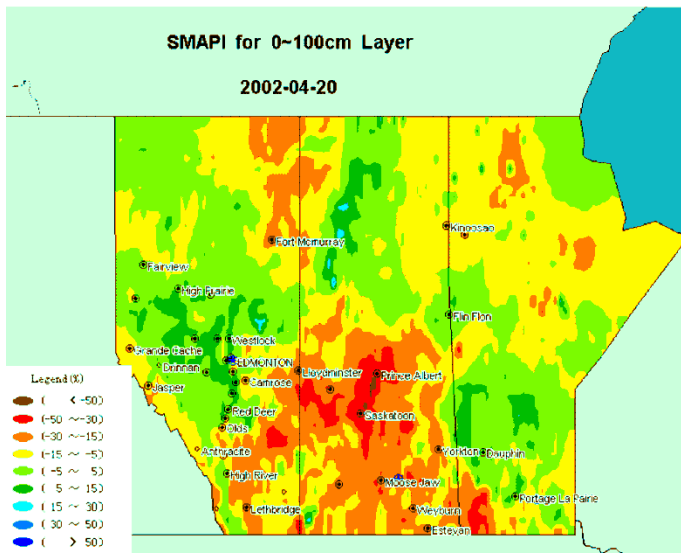 SMAPI for 0~100cm Layer
2002-04-20
Kinoosao
Fort Mcmurray
Fairview
High Prairie
Flin Flon
Westlock
Grande Cache
EDMONTON
Drinnan
Lloydminster
Prince Albert
Jasper
Camrose
Red Deer
Saskatoon
Olds
Anthracite
Yorkton
Dauphin
High River
Moose Jaw
Portage La Pairie
Lethbridge
Weyburn
Estevan
Legend(%)
( < -50)
(-50 ~ -30)
(-30 ~ -15)
(-15 ~ -5)
( -5 ~ 5)
( 5 ~ 15)
( 15 ~ 30)
( 30 ~ 50)
( > 50)